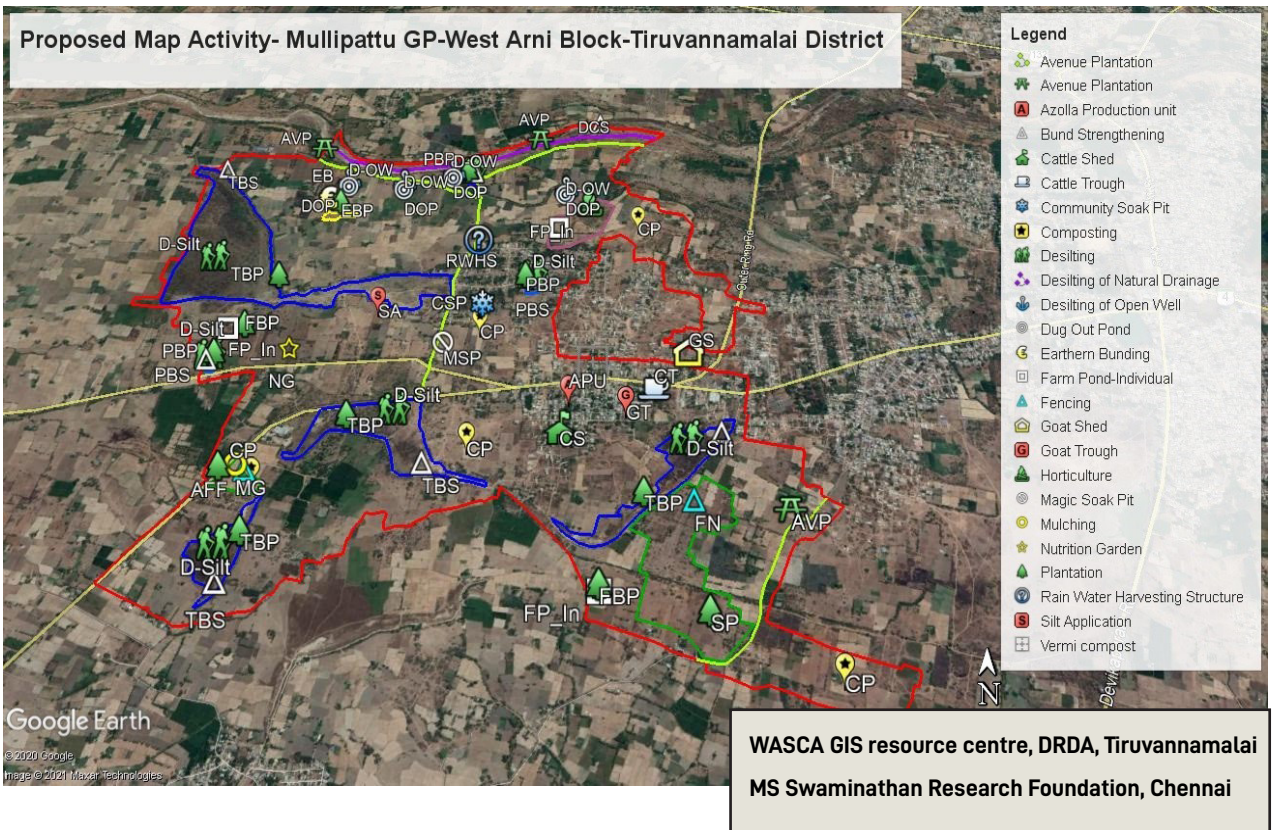 Proposed Map Activity- Mullipattu GP-West Arni Block-Tiruvannamalai District
Legend
Avenue Plantation
Avenue Plantation
Azolla Production unit
Bund Strengthening
Cattle Shed
Cattle Trough
Community Soak Pit
Composting
Desilting
Desilting of Natural Drainage
Desilting of Open Well
Dug Out Pond
Earthern Bunding
Farm Pond-Individual
Fencing
Goat Shed
Goat Trough
Horticulture
Magic Soak Pit
Mulching
Nutrition Garden
Plantation
Rain Water Harvesting Structure
Silt Application
Vermi compost
AVP
AVP
DCS
TBS
EB
D-OW
D-OW
PBP
D-OW
DOP
EBP
DOP
DOP
D-OW
DOP
FP_In
CP
D-Silt
TBP
RWHS
D-Silt
PBP
PBS
Outer Ring Rd
S
SA
CSP
CP
MSP
D-Silt
EBP
PBP
FP_In
PBS
NG
GS
APU
CT
G
GT
CS
D-Silt
TBP
CP
TBS
D-Silt
CP
AFF
MG
TBP
D-Silt
TBS
TBP
FN
AVP
EBP
FP_In
SP
CP
N
Google Earth
© 2020 Google
Image © 2021 Maxar Technologies
WASCA GIS resource centre, DRDA, Tiruvannamalai
MS Swaminathan Research Foundation, Chennai